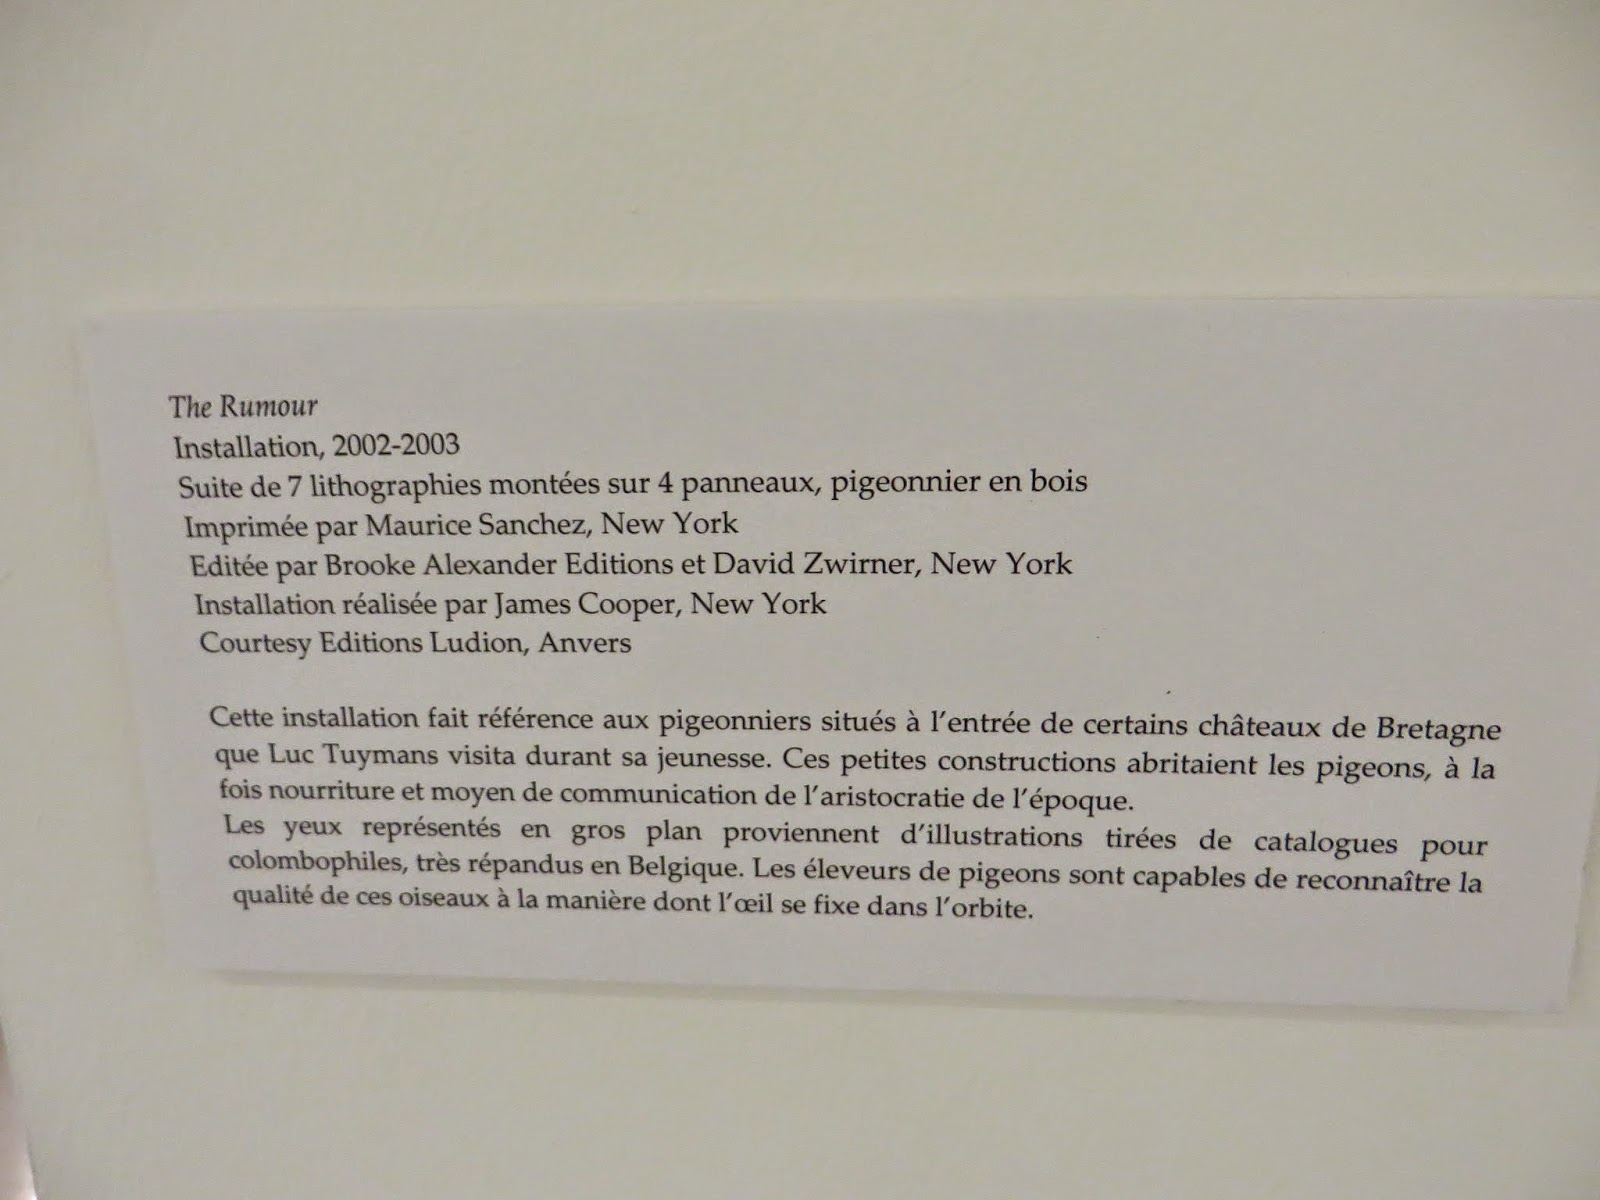 The Rumour
Installation, 2002-2003
Suite de 7 lithographies montées sur 4 panneaux, pigeonnier en bois
Imprimée par Maurice Sanchez, New York
Editée par Brooke Alexander Editions et David Zwirner, New York
Installation réalisée par James Cooper, New York
Courtesy Editions Ludion, Anvers
Cette installation fait référence aux pigeonniers situés à l'entrée de certains châteaux de Bretagne
que Luc Tuymans visita durant sa jeunesse. Ces petites constructions abritaient les pigeons, à la
fois nourriture et moyen de communication de l'aristocratie de l'époque.
Les yeux représentés en gros plan proviennent d'illustrations tirées de catalogues pour
colombophiles, très répandus en Belgique. Les éleveurs de pigeons sont capables de reconnaître la
qualité de ces oiseaux à la manière dont l'œil se fixe dans l'orbite.